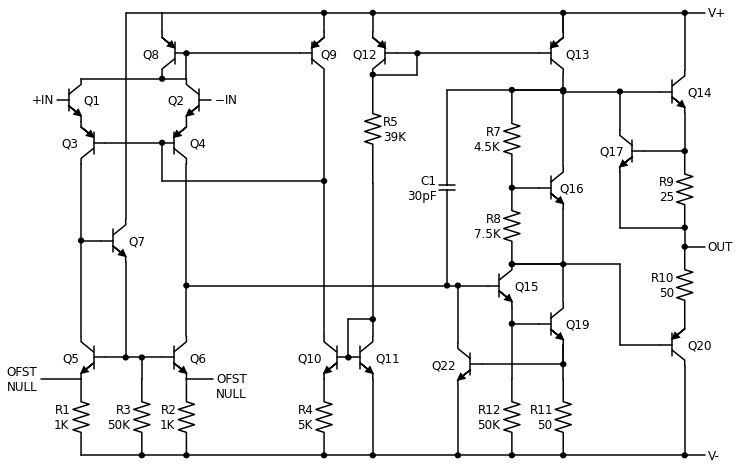 V+
Q8
Q9
Q12
Q13
+IN
Q1
Q2
−IN
Q14
R5
39K
R7
4.5K
Q3
Q4
Q17
C1
30pF
Q16
R9
25
R8
7.5K
Q7
OUT
Q15
R10
50
Q19
Q20
Q5
Q6
Q10
Q11
Q22
OFST
NULL
OFST
NULL
R1
1K
R3
50K
R2
1K
R4
5K
R12
50K
R11
50
V-